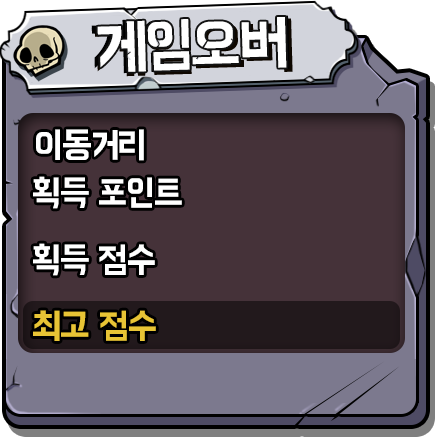 게임오버
이동거리
획득 포인트
획득 점수
최고 점수